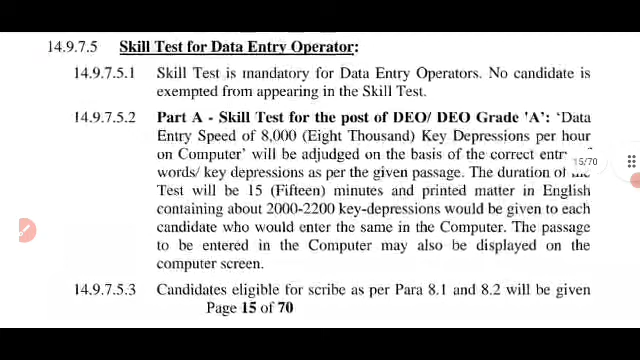 14.9.7.5 Skill Test for Data Entry Operator:
14.9.7.5.1 Skill Test is mandatory for Data Entry Operators. No candidate is
exempted from appearing in the Skill Test.
14.9.7.5.2 Part A - Skill Test for the post of DEO/ DEO Grade 'A': 'Data
Entry Speed of 8,000 (Eight Thousand) Key Depressions per hour
on Computer' will be adjudged on the basis of the correct
words/ key depressions as per the given passage. The duration of
15/70
Test will be 15 (Fifteen) minutes and printed matter in English
containing about 2000-2200 key-depressions would be given to each
candidate who would enter the same in the Computer. The passage
to be entered in the Computer may also be displayed on the
computer screen.
14.9.7.5.3 Candidates eligible for scribe as per Para 8.1 and 8.2 will be given
Page 15 of 70